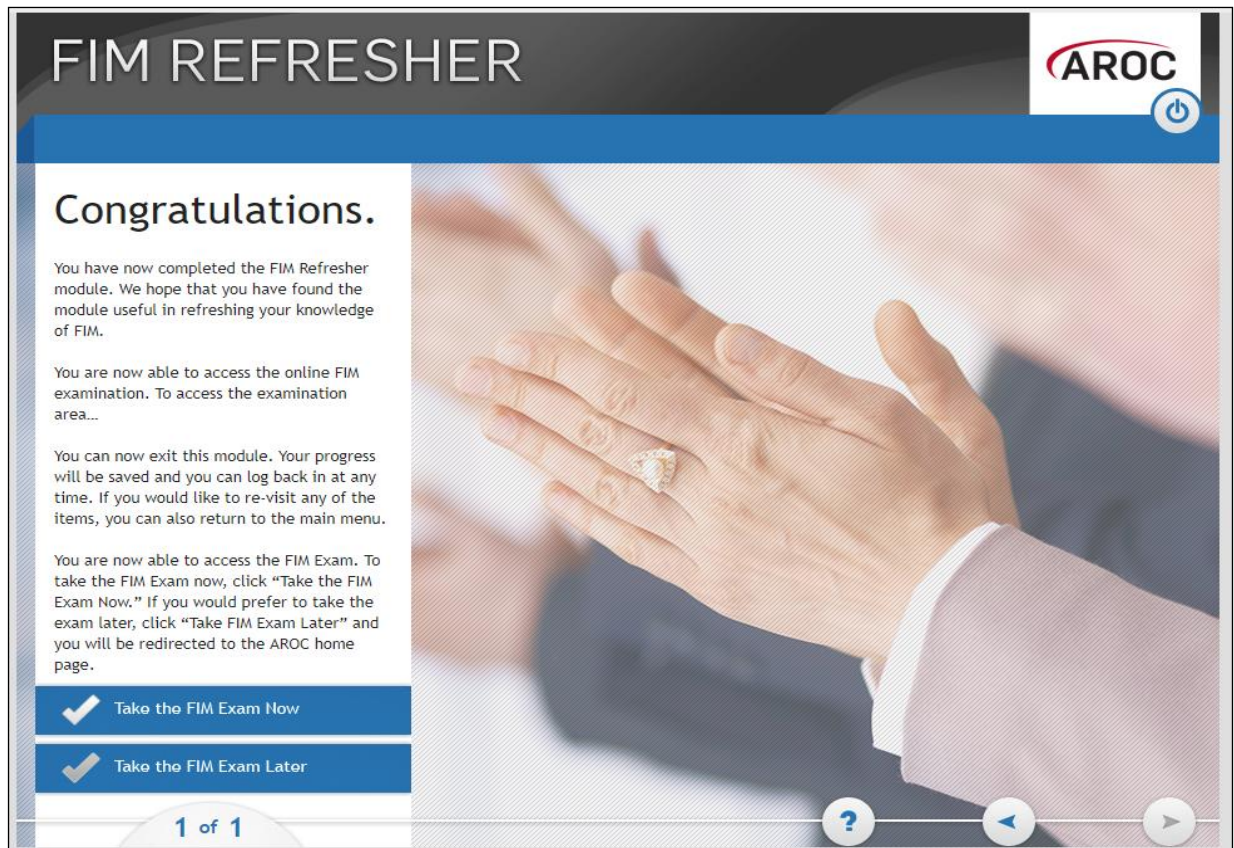 FIM REFRESHER
AROC
Congratulations.
You have now completed the FIM Refresher
module. We hope that you have found the
module useful in refreshing your knowledge
of FIM.
You are now able to access the online FIM
examination. To access the examination
area...
You can now exit this module. Your progress
will be saved and you can log back in at any
time. If you would like to re-visit any of the
items, you can also return to the main menu.
You are now able to access the FIM Exam. To
take the FIM Exam now, click “Take the FIM
Exam Now.” If you would prefer to take the
exam later, click “Take FIM Exam Later” and
you will be redirected to the AROC home
page.
Take the FIM Exam Now
Take the FIM Exam Later
1 of 1
?